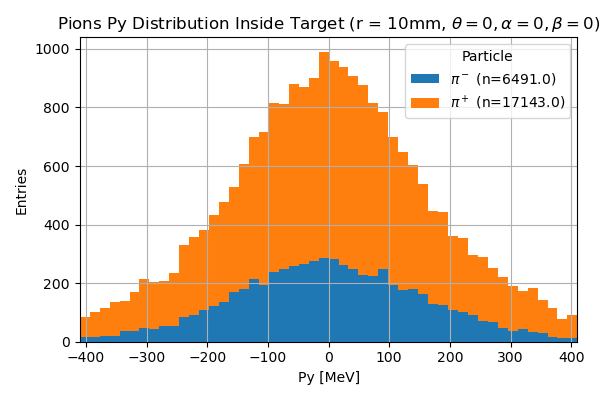 Pions Py Distribution Inside Target (r = 10mm, θ = 0, α = 0, β = 0)
Particle
π⁻ (n=6491.0)
π⁺ (n=17143.0)
Entries
1000
800
600
400
200
0
−400 −300 −200 −100 0 100 200 300 400
Py [MeV]